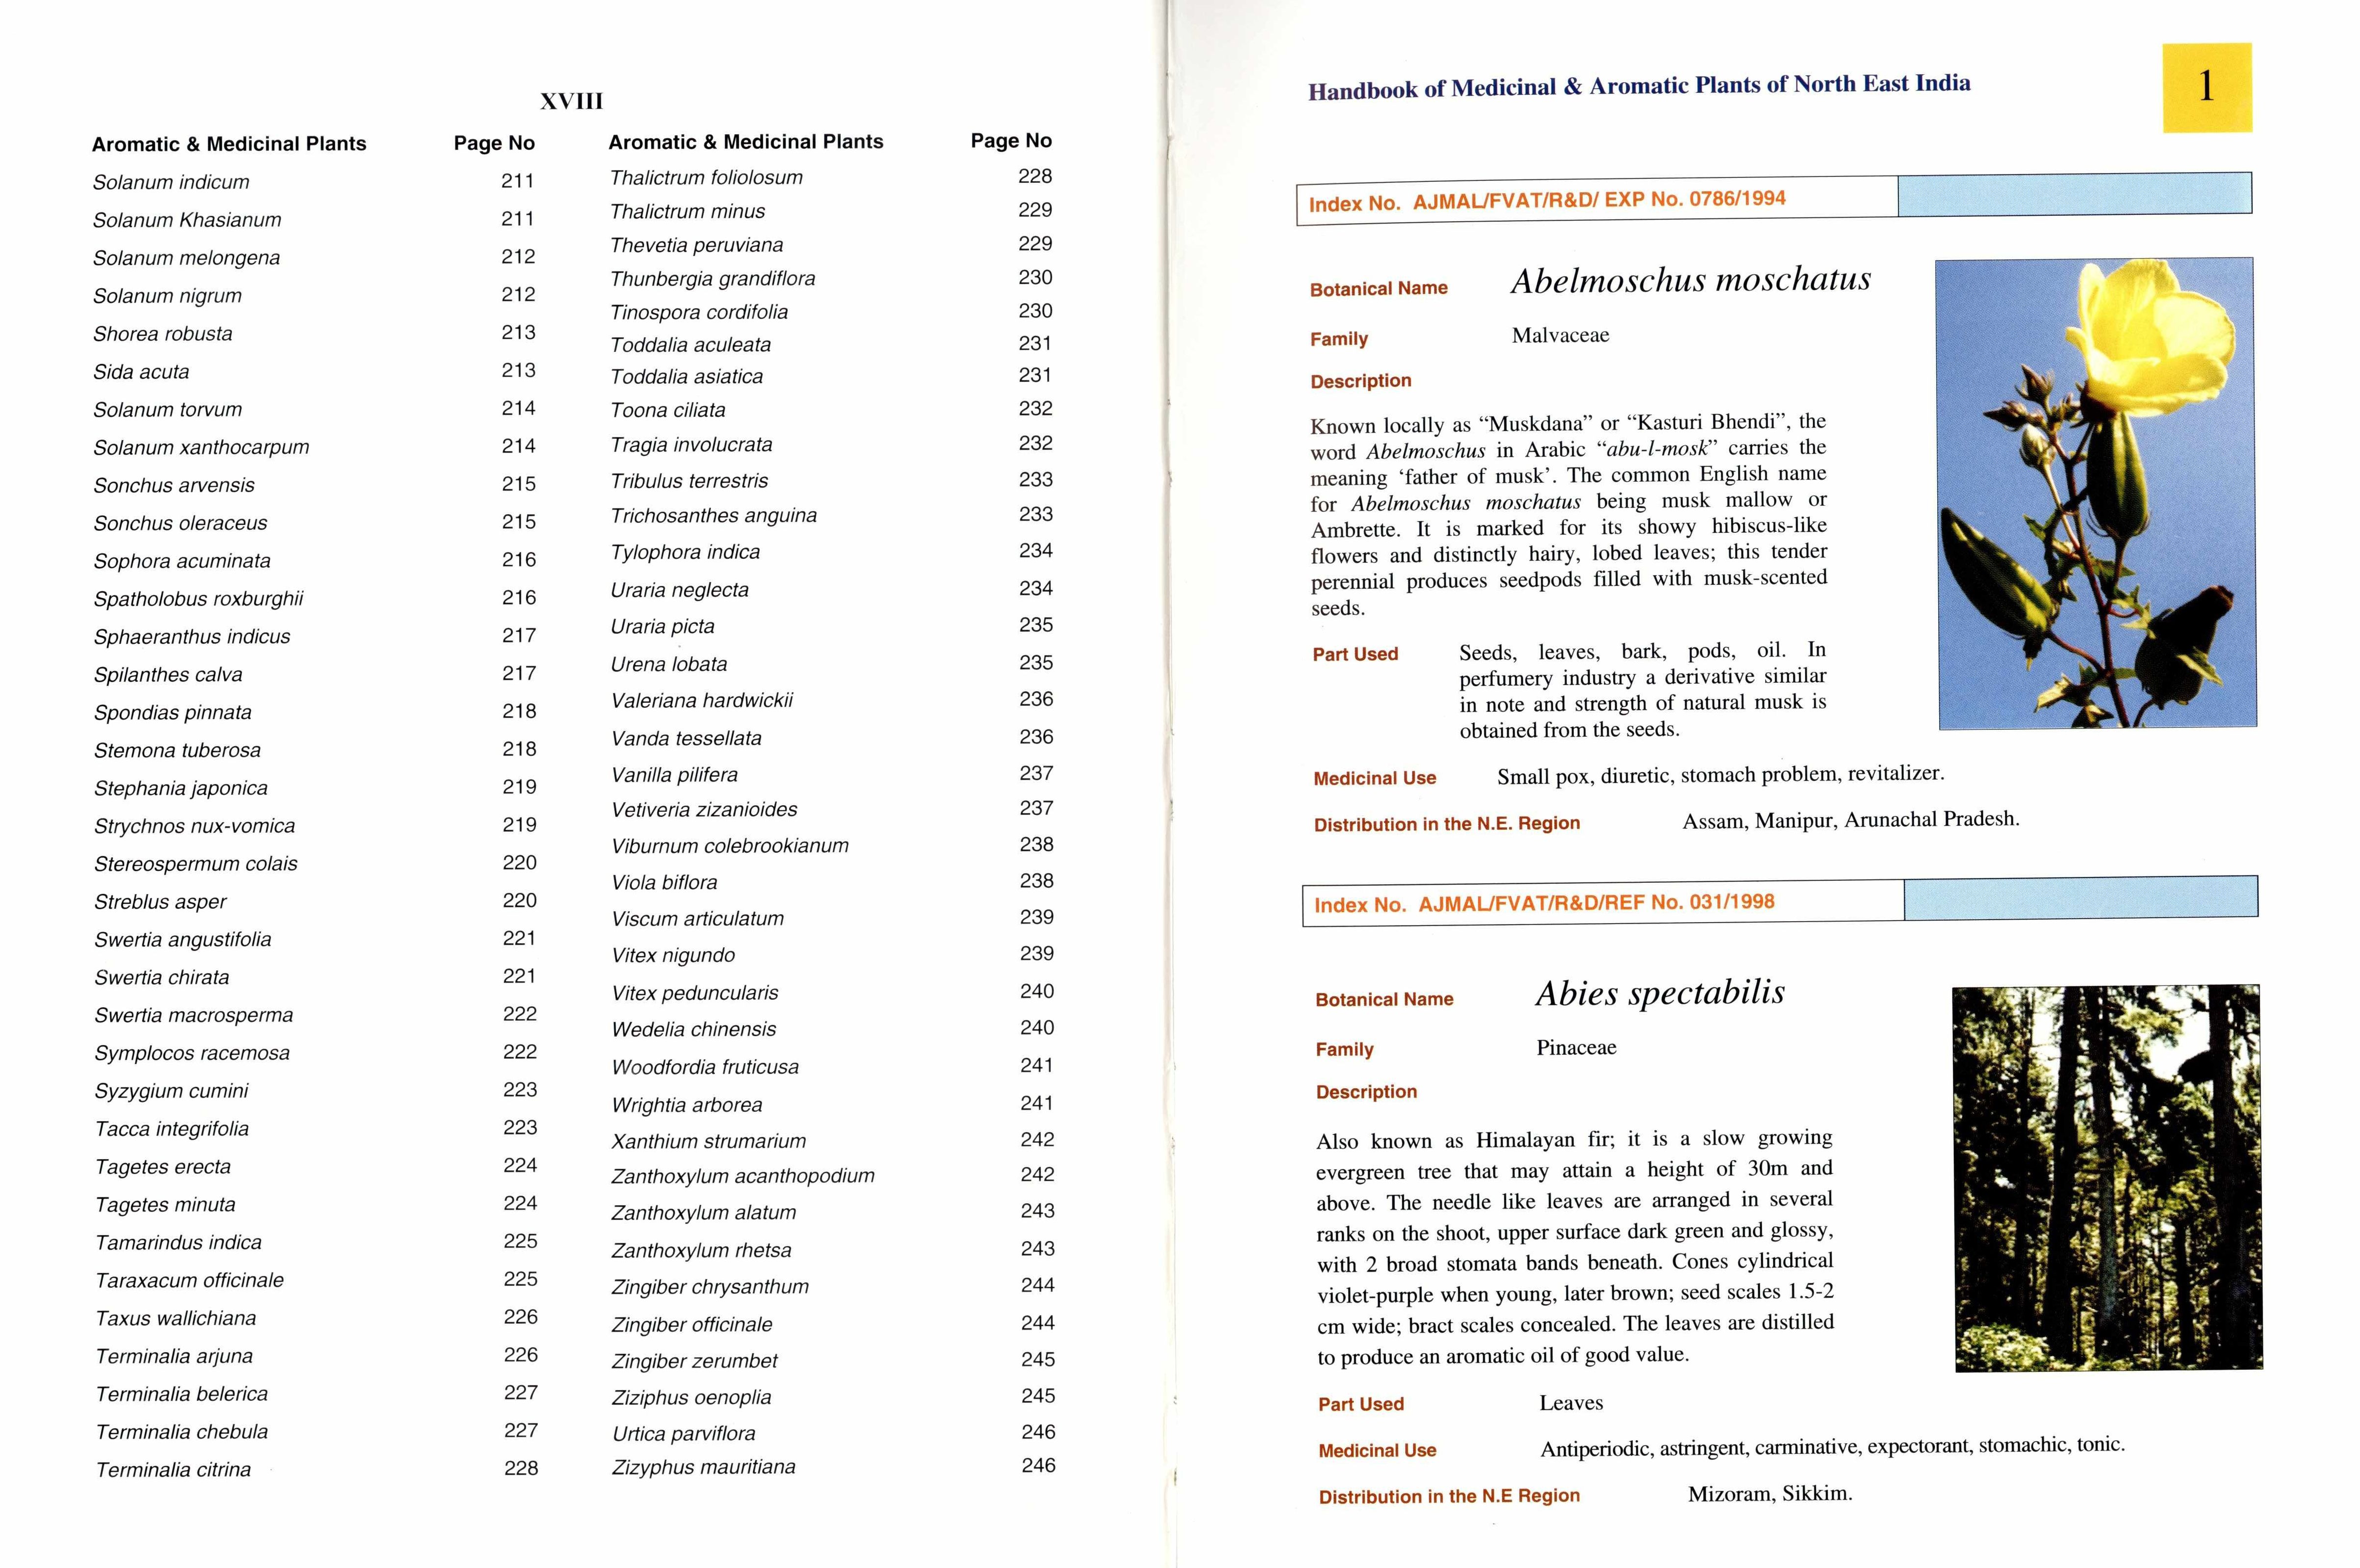 XVIII
Aromatic & Medicinal Plants Page No
Solanum indicum 211
Solanum Khasianum 211
Solanum melongena 212
Solanum nigrum 212
Shorea robusta 213
Sida acuta 213
Solanum torvum 214
Solanum xanthocarpum 214
Sonchus arvensis 215
Sonchus oleraceus 215
Sophora acuminata 216
Spatholobus roxburghii 216
Sphaeranthus indicus 217
Spilanthes calva 217
Spondias pinnata 218
Stemona tuberosa 218
Stephania japonica 219
Strychnos nux-vomica 219
Stereospermum colais 220
Streblus asper 220
Swertia angustifolia 221
Swertia chirata 221
Swertia macrosperma 222
Symplocos racemosa 222
Syzygium cumini 223
Tacca integrifolia 223
Tagetes erecta 224
Tagetes minuta 224
Tamarindus indica 225
Taraxacum officinale 225
Taxus wallichiana 226
Terminalia arjuna 226
Terminalia belerica 227
Terminalia chebula 227
Terminalia citrina 228
Aromatic & Medicinal Plants Page No
Thalictrum foliolosum 228
Thalictrum minus 229
Thevetia peruviana 229
Thunbergia grandiflora 230
Tinospora cordifolia 230
Toddalia aculeata 231
Toddalia asiatica 231
Toona ciliata 232
Tragia involucrata 232
Tribulus terrestris 233
Trichosanthes anguina 233
Tylophora indica 234
Uraria neglecta 234
Uraria picta 235
Urena lobata 235
Valeriana hardwickii 236
Vanda tessellata 236
Vanilla pilifera 237
Vetiveria zizanioides 237
Viburnum colebrookianum 238
Viola biflora 238
Viscum articulatum 239
Vitex nigundo 239
Vitex peduncularis 240
Wedelia chinensis 240
Woodfordia fruticusa 241
Wrightia arborea 241
Xanthium strumarium 242
Zanthoxylum acanthopodium 242
Zanthoxylum alatum 243
Zanthoxylum rhetsa 243
Zingiber chrysanthum 244
Zingiber officinale 244
Zingiber zerumbet 245
Ziziphus oenoplia 245
Urtica parviflora 246
Zizyphus mauritiana 246
Handbook of Medicinal & Aromatic Plants of North East India 1
Index No. AJMAL/FVAT/R&D/ EXP No. 0786/1994
Botanical Name Abelmoschus moschatus
Family Malvaceae
Description
Known locally as “Muskdana” or “Kasturi Bhendi”, the
word Abelmoschus in Arabic “abu-l-mosk” carries the
meaning ‘father of musk’. The common English name
for Abelmoschus moschatus being musk mallow or
Ambrette. It is marked for its showy hibiscus-like
flowers and distinctly hairy, lobed leaves; this tender
perennial produces seedpods filled with musk-scented
seeds.
Part Used Seeds, leaves, bark, pods, oil. In
perfumery industry a derivative similar
in note and strength of natural musk is
obtained from the seeds.
Medicinal Use Small pox, diuretic, stomach problem, revitalizer.
Distribution in the N.E. Region Assam, Manipur, Arunachal Pradesh.
Index No. AJMAL/FVAT/R&D/REF No. 031/1998
Botanical Name Abies spectabilis
Family Pinaceae
Description
Also known as Himalayan fir; it is a slow growing
evergreen tree that may attain a height of 30m and
above. The needle like leaves are arranged in several
ranks on the shoot, upper surface dark green and glossy,
with 2 broad stomata bands beneath. Cones cylindrical
violet-purple when young, later brown; seed scales 1.5-2
cm wide; bract scales concealed. The leaves are distilled
to produce an aromatic oil of good value.
Part Used Leaves
Medicinal Use Antiperiodic, astringent, carminative, expectorant, stomachic, tonic.
Distribution in the N.E Region Mizoram, Sikkim.